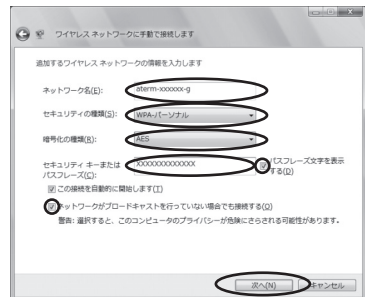 ワイヤレス ネットワークに手動で接続します
追加するワイヤレス ネットワークの情報を入力します
ネットワーク名(E):
aterm-xxxxxx-g
セキュリティの種類(S):
WPA-パーソナル
暗号化の種類(R):
AES
セキュリティ キーまたは
パスフレーズ(C):
XXXXXXXXXXXXX
パスフレーズ文字を表示
する(D)
この接続を自動的に開始します(T)
ネットワークがブロードキャストを行っていない場合でも接続する(O)
警告: 選択すると、このコンピュータのプライバシーが危険にさらされる可能性があります。
次へ(N)
キャンセル